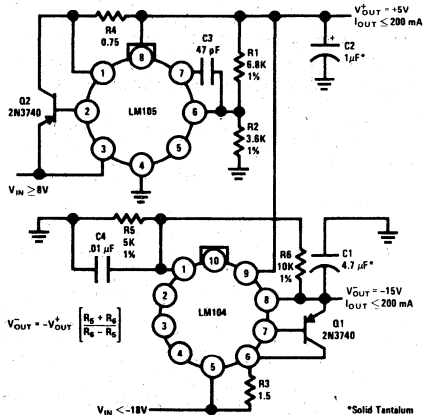 R4
0.75
C3
47 pF
V⁺OUT = +5V
IOUT ≤ 200 mA
+
C2
1µF*
R1
6.8K
1%
8
1
7
Q2
2N3740
2
LM105
6
3
5
4
R2
3.6K
1%
VIN ≥ 8V
R5
5K
1%
C4
.01 µF
R6
10K
1%
C1
4.7 µF*
10
1
9
2
8
LM104
3
7
4
6
5
V⁻OUT = -15V
IOUT ≤ 200 mA
Q1
2N3740
V⁻OUT = -V⁺OUT [R5 + R6 / R6 - R5]
R3
1.5
VIN < -18V
*Solid Tantalum